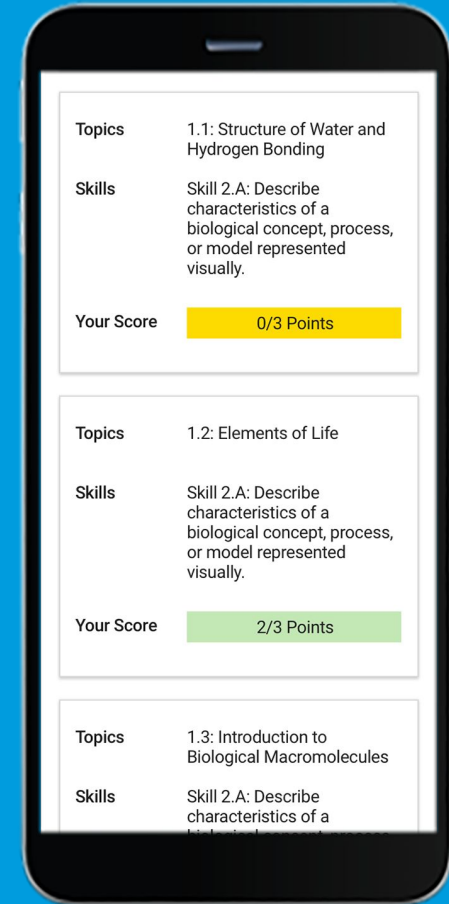 Topics
1.1: Structure of Water and
Hydrogen Bonding
Skills
Skill 2.A: Describe
characteristics of a
biological concept, process,
or model represented
visually.
Your Score
0/3 Points
Topics
1.2: Elements of Life
Skills
Skill 2.A: Describe
characteristics of a
biological concept, process,
or model represented
visually.
Your Score
2/3 Points
Topics
1.3: Introduction to
Biological Macromolecules
Skills
Skill 2.A: Describe
characteristics of a